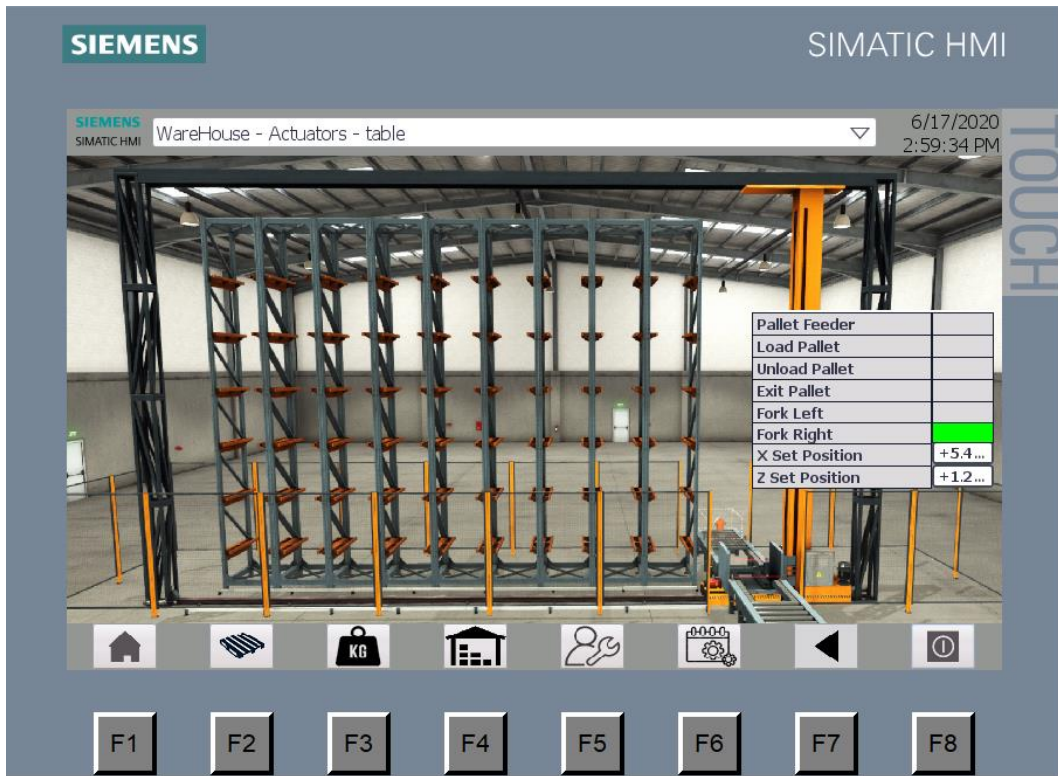 SIEMENS
SIMATIC HMI
TOUCH
SIEMENS
SIMATIC HMI
WareHouse - Actuators - table
6/17/2020
2:59:34 PM
Pallet Feeder
Load Pallet
Unload Pallet
Exit Pallet
Fork Left
Fork Right
X Set Position +5.4...
Z Set Position +1.2...
KG
F1 F2 F3 F4 F5 F6 F7 F8